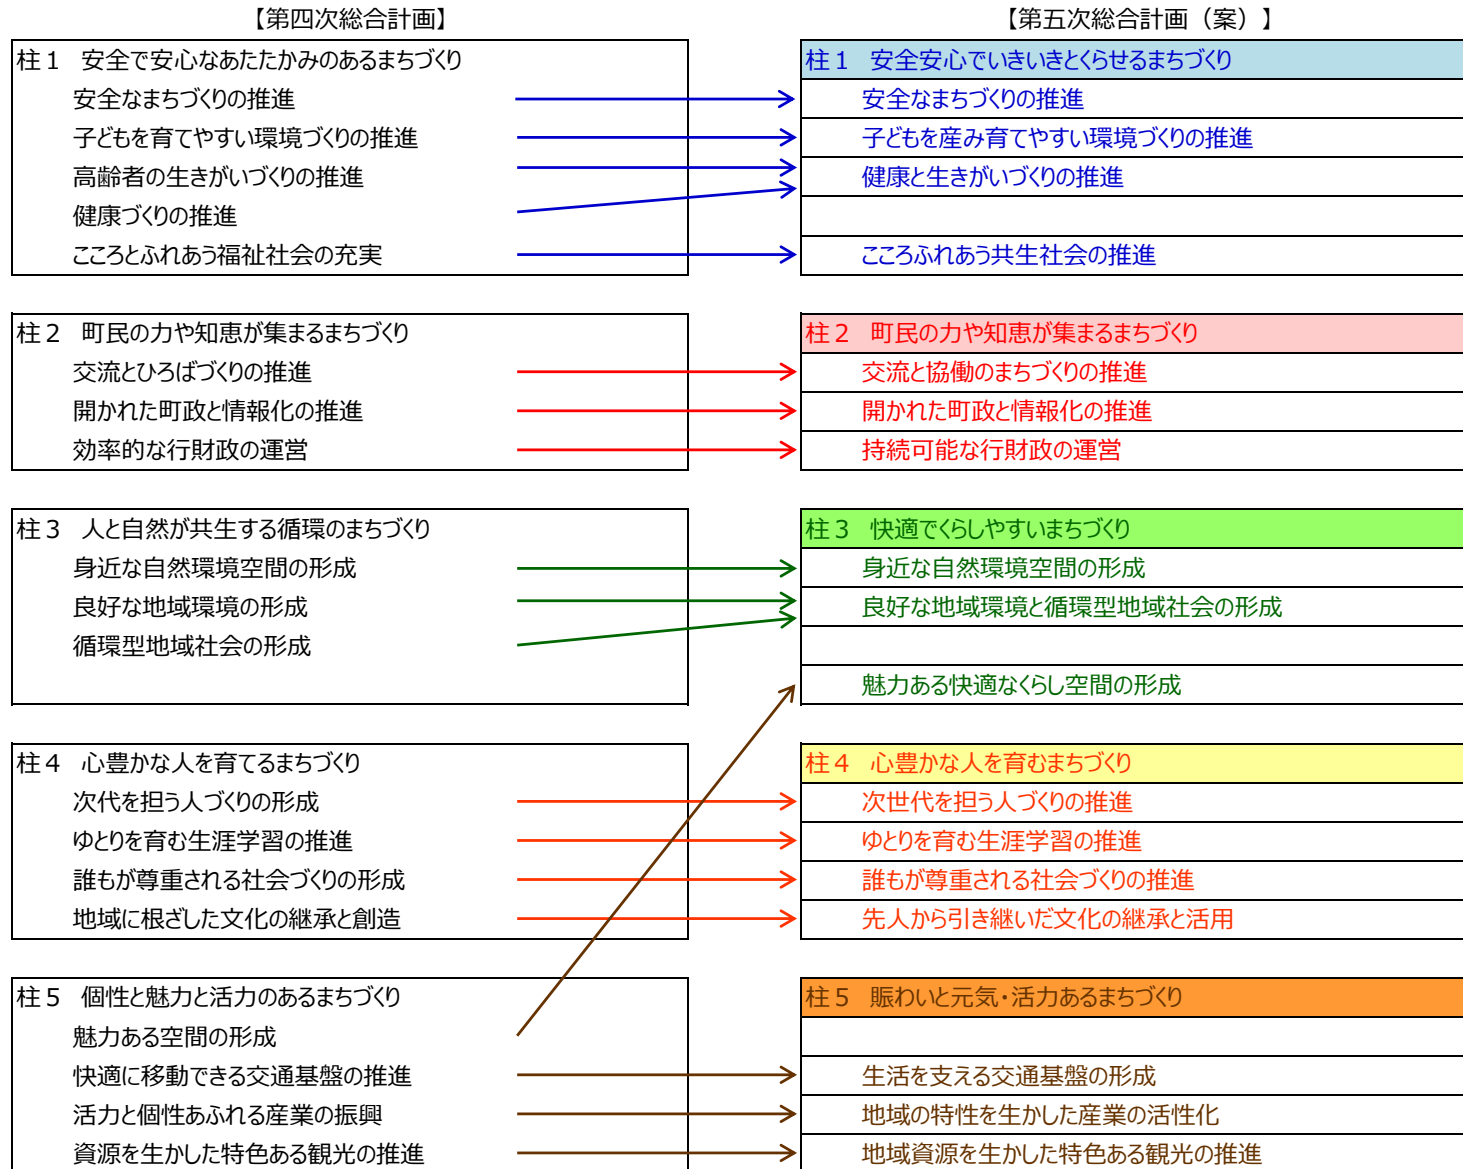 【第四次総合計画】
柱1 安全で安心なあたたかみのあるまちづくり
安全なまちづくりの推進
子どもを育てやすい環境づくりの推進
高齢者の生きがいづくりの推進
健康づくりの推進
こころとふれあう福祉社会の充実
柱2 町民の力や知恵が集まるまちづくり
交流とひろばづくりの推進
開かれた町政と情報化の推進
効率的な行財政の運営
柱3 人と自然が共生する循環のまちづくり
身近な自然環境空間の形成
良好な地域環境の形成
循環型地域社会の形成
柱4 心豊かな人を育てるまちづくり
次代を担う人づくりの形成
ゆとりを育む生涯学習の推進
誰もが尊重される社会づくりの形成
地域に根ざした文化の継承と創造
柱5 個性と魅力と活力のあるまちづくり
魅力ある空間の形成
快適に移動できる交通基盤の推進
活力と個性あふれる産業の振興
資源を生かした特色ある観光の推進
【第五次総合計画（案）】
柱1 安全安心でいきいきとくらせるまちづくり
安全なまちづくりの推進
子どもを産み育てやすい環境づくりの推進
健康と生きがいづくりの推進
こころふれあう共生社会の推進
柱2 町民の力や知恵が集まるまちづくり
交流と協働のまちづくりの推進
開かれた町政と情報化の推進
持続可能な行財政の運営
柱3 快適でくらしやすいまちづくり
身近な自然環境空間の形成
良好な地域環境と循環型地域社会の形成
魅力ある快適なくらし空間の形成
柱4 心豊かな人を育むまちづくり
次世代を担う人づくりの推進
ゆとりを育む生涯学習の推進
誰もが尊重される社会づくりの推進
先人から引き継いだ文化の継承と活用
柱5 賑わいと元気・活力あるまちづくり
生活を支える交通基盤の形成
地域の特性を生かした産業の活性化
地域資源を生かした特色ある観光の推進